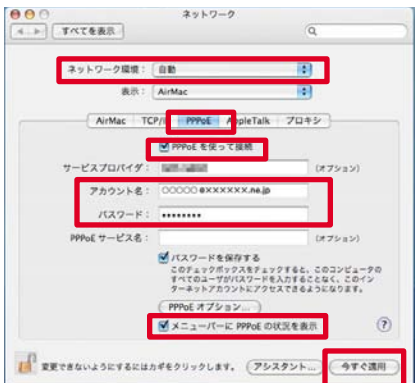 ネットワーク
すべてを表示
ネットワーク環境： 自動
表示： AirMac
AirMac TCP/I PPPoE AppleTalk プロキシ
PPPoE を使って接続
サービスプロバイダ： (オプション)
アカウント名： ○○○○○@××××××.ne.jp
パスワード： ••••••••
PPPoE サービス名： (オプション)
パスワードを保存する
このチェックボックスをチェックすると、このコンピュータの
すべてのユーザがパスワードを入力することなく、このイン
ターネットアカウントにアクセスできるようになります。
PPPoE オプション...
メニューバーに PPPoE の状況を表示
?
変更できないようにするにはカギをクリックします。 アシスタント... 今すぐ適用